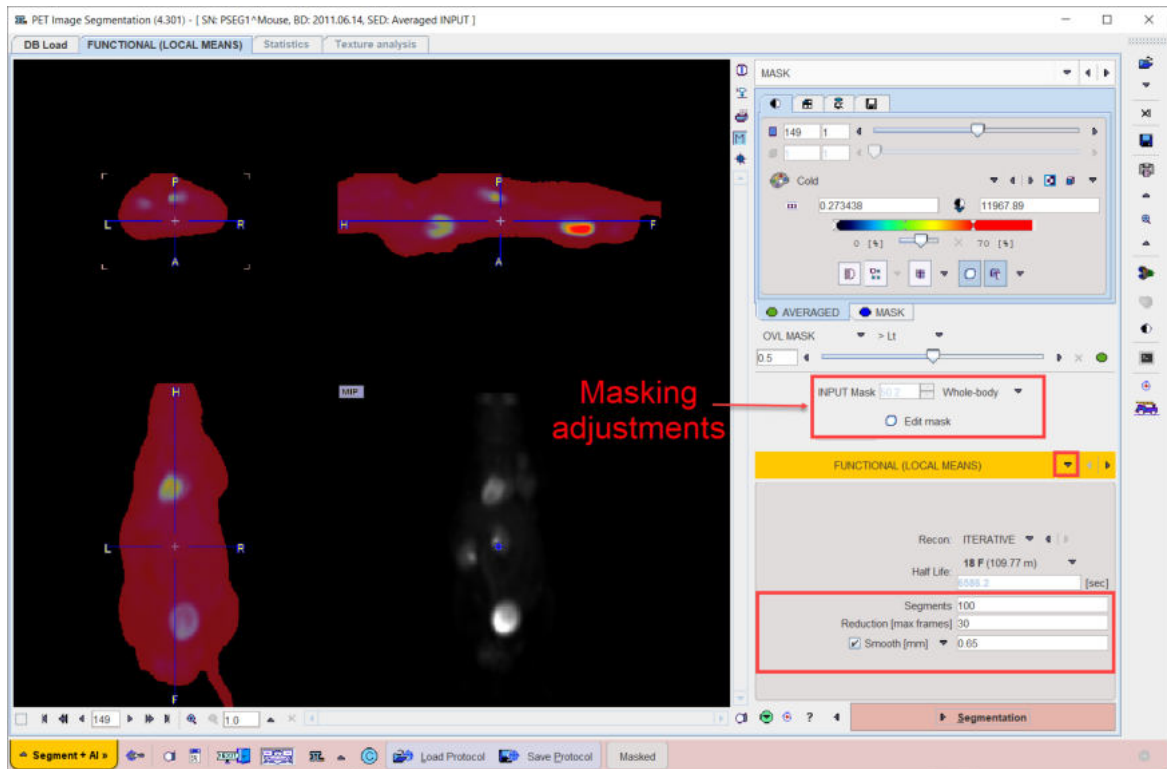 PET Image Segmentation (4.301) - [ SN: PSEG1^Mouse, BD: 2011.06.14, SED: Averaged INPUT ]
DB Load FUNCTIONAL (LOCAL MEANS) Statistics Texture analysis
MASK
149 1
1 1
Cold
0.273438 11967.89
0 [%] 70 [%]
AVERAGED MASK
OVL MASK > Lt
0.5
P
L R
A
P
H F
A
H
L R
F
MIP
Masking
adjustments
INPUT Mask 50.2 Whole-body
Edit mask
FUNCTIONAL (LOCAL MEANS)
Recon: ITERATIVE
Half Life: 18 F (109.77 m)
6586.2 [sec]
Segments 100
Reduction [max frames] 30
Smooth [mm] 0.65
149 1.0
? Segmentation
Segment + AI » Load Protocol Save Protocol Masked